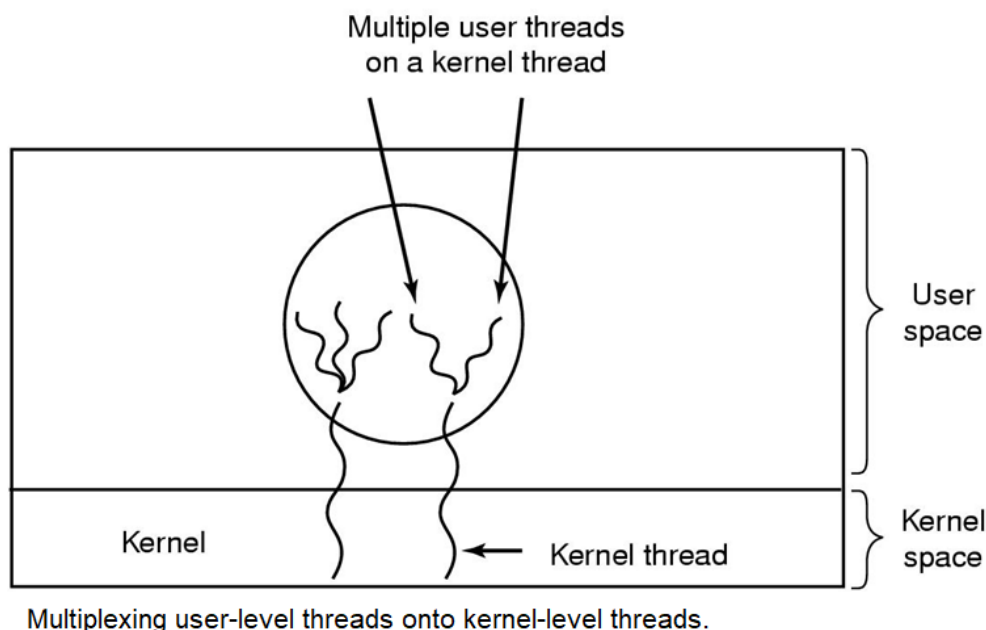 Multiple user threads
on a kernel thread
User
space
Kernel
Kernel thread
Kernel
space
Multiplexing user-level threads onto kernel-level threads.